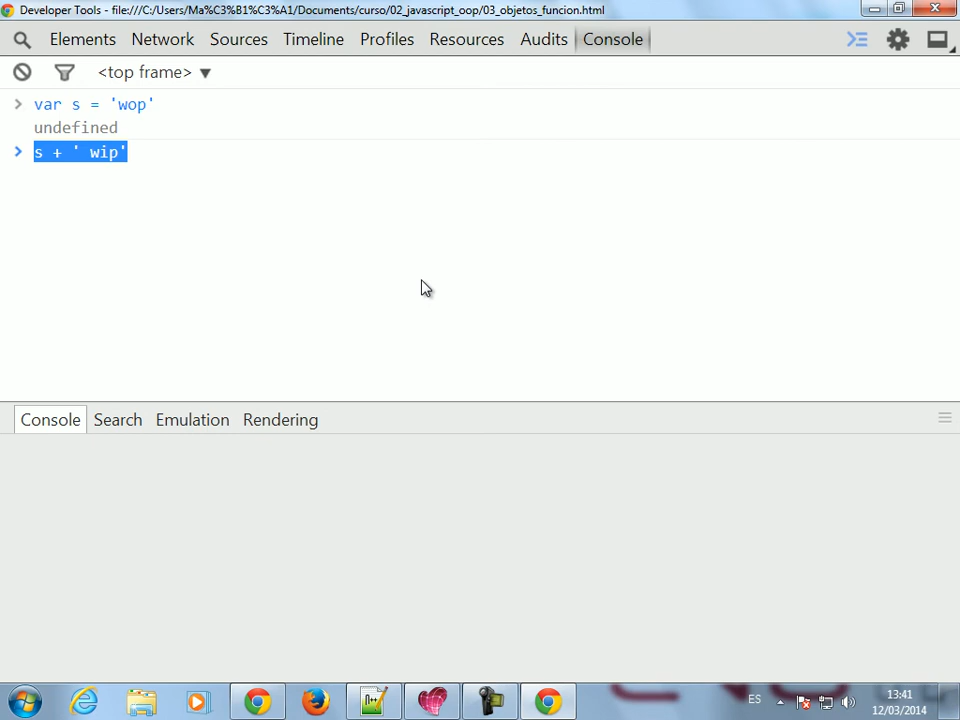 Developer Tools - file:///C:/Users/Ma%C3%B1%C3%A1/Documents/curso/02_javascript_oop/03_objetos_funcion.html
Elements Network Sources Timeline Profiles Resources Audits Console
<top frame> ▼
> var s = 'wop'
undefined
> s + ' wip'
Console Search Emulation Rendering
ES
13:41
12/03/2014